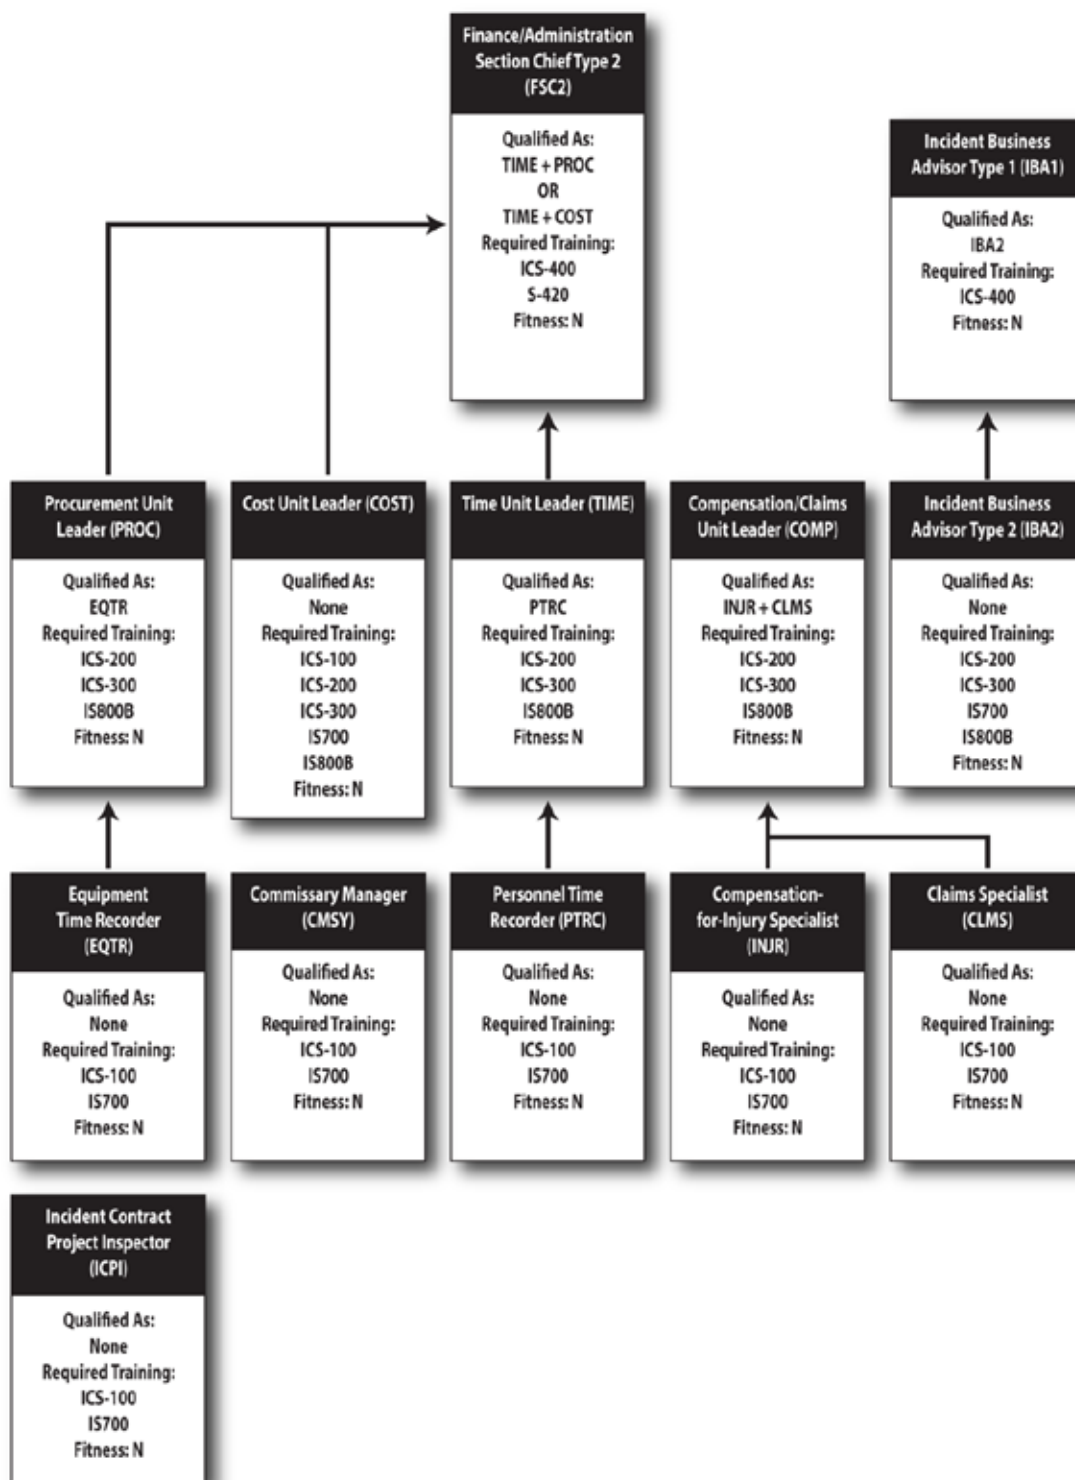 Finance/Administration
Section Chief Type 2
(FSC2)
Qualified As:
TIME + PROC
OR
TIME + COST
Required Training:
ICS-400
S-420
Fitness: N
Incident Business
Advisor Type 1 (IBA1)
Qualified As:
IBA2
Required Training:
ICS-400
Fitness: N
Procurement Unit
Leader (PROC)
Qualified As:
EQTR
Required Training:
ICS-200
ICS-300
IS800B
Fitness: N
Cost Unit Leader (COST)
Qualified As:
None
Required Training:
ICS-100
ICS-200
ICS-300
IS700
IS800B
Fitness: N
Time Unit Leader (TIME)
Qualified As:
PTRC
Required Training:
ICS-200
ICS-300
IS800B
Fitness: N
Compensation/Claims
Unit Leader (COMP)
Qualified As:
INJR + CLMS
Required Training:
ICS-200
ICS-300
IS800B
Fitness: N
Incident Business
Advisor Type 2 (IBA2)
Qualified As:
None
Required Training:
ICS-200
ICS-300
IS700
IS800B
Fitness: N
Equipment
Time Recorder
(EQTR)
Qualified As:
None
Required Training:
ICS-100
IS700
Fitness: N
Commissary Manager
(CMSY)
Qualified As:
None
Required Training:
ICS-100
IS700
Fitness: N
Personnel Time
Recorder (PTRC)
Qualified As:
None
Required Training:
ICS-100
IS700
Fitness: N
Compensation-
for-Injury Specialist
(INJR)
Qualified As:
None
Required Training:
ICS-100
IS700
Fitness: N
Claims Specialist
(CLMS)
Qualified As:
None
Required Training:
ICS-100
IS700
Fitness: N
Incident Contract
Project Inspector
(ICPI)
Qualified As:
None
Required Training:
ICS-100
IS700
Fitness: N